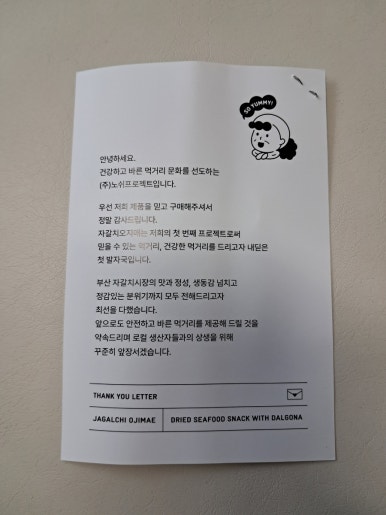 SO YUMMY!
안녕하세요.
건강하고 바른 먹거리 문화를 선도하는
(주)노쉬프로젝트입니다.
우선 저희 제품을 믿고 구매해주셔서
정말 감사드립니다.
자갈치오지매는 저희의 첫 번째 프로젝트로써
믿을 수 있는 먹거리, 건강한 먹거리를 드리고자 내딛은
첫 발자국입니다.
부산 자갈치시장의 맛과 정성, 생동감 넘치고
정감있는 분위기까지 모두 전해드리고자
최선을 다했습니다.
앞으로도 안전하고 바른 먹거리를 제공해 드릴 것을
약속드리며 로컬 생산자들과의 상생을 위해
꾸준히 앞장서겠습니다.
THANK YOU LETTER
JAGALCHI OJIMAE DRIED SEAFOOD SNACK WITH DALGONA